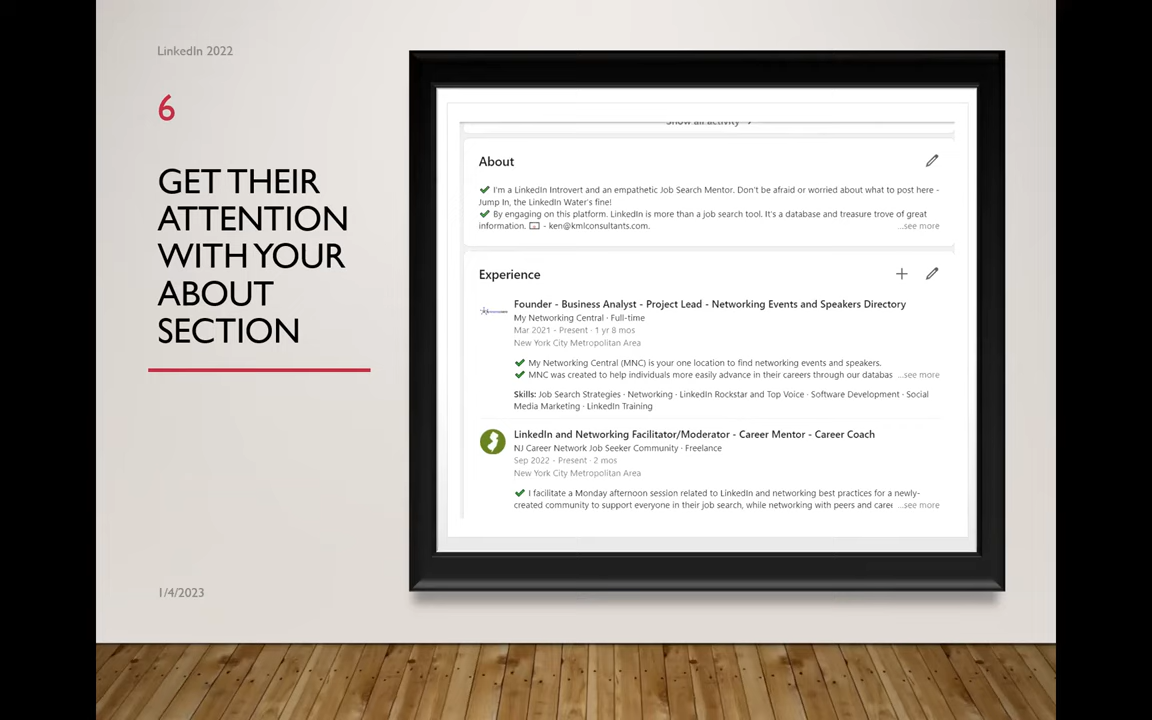 LinkedIn 2022
6
GET THEIR
ATTENTION
WITH YOUR
ABOUT
SECTION
1/4/2023
Show all activity
About
✔ I'm a LinkedIn Introvert and an empathetic Job Search Mentor. Don't be afraid or worried about what to post here -
Jump In, the LinkedIn Water's fine!
✔ By engaging on this platform. LinkedIn is more than a job search tool. It's a database and treasure trove of great
information. - ken@kmlconsultants.com. ...see more
Experience
Founder - Business Analyst - Project Lead - Networking Events and Speakers Directory
My Networking Central · Full-time
Mar 2021 - Present · 1 yr 8 mos
New York City Metropolitan Area
✔ My Networking Central (MNC) is your one location to find networking events and speakers.
✔ MNC was created to help individuals more easily advance in their careers through our databas ...see more
Skills: Job Search Strategies · Networking · LinkedIn Rockstar and Top Voice · Software Development · Social
Media Marketing · LinkedIn Training
LinkedIn and Networking Facilitator/Moderator - Career Mentor - Career Coach
NJ Career Network Job Seeker Community · Freelance
Sep 2022 - Present · 2 mos
New York City Metropolitan Area
✔ I facilitate a Monday afternoon session related to LinkedIn and networking best practices for a newly-
created community to support everyone in their job search, while networking with peers and caree ...see more